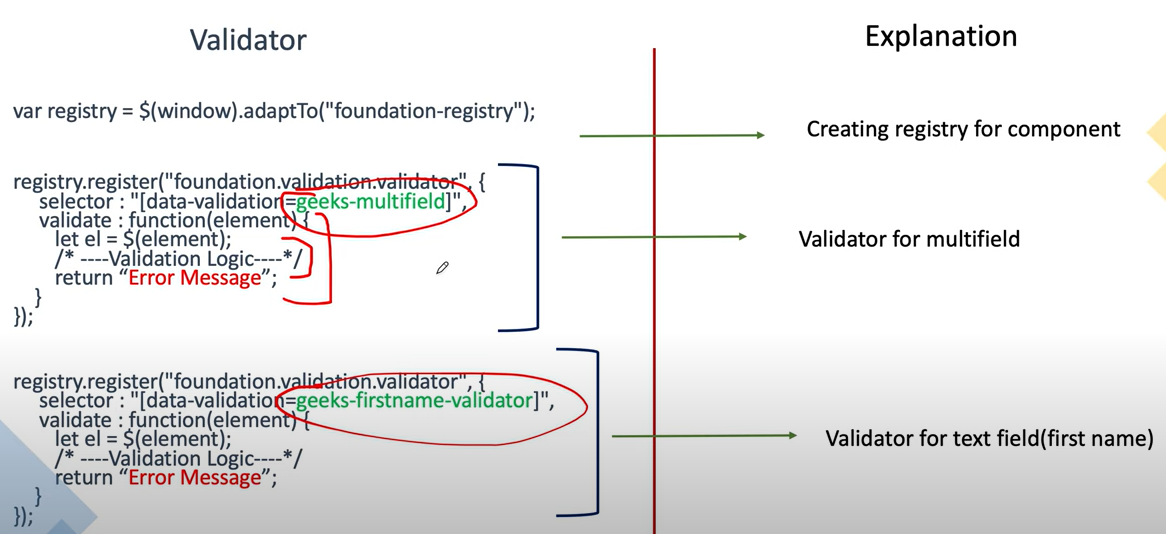 Validator
Explanation
var registry = $(window).adaptTo("foundation-registry");
Creating registry for component
registry.register("foundation.validation.validator", {
selector : "[data-validation=geeks-multifield]",
validate : function(element) {
let el = $(element);
/* ----Validation Logic----*/
return “Error Message”;
}
});
Validator for multifield
registry.register("foundation.validation.validator", {
selector : "[data-validation=geeks-firstname-validator]",
validate : function(element) {
let el = $(element);
/* ----Validation Logic----*/
return “Error Message”;
}
});
Validator for text field(first name)